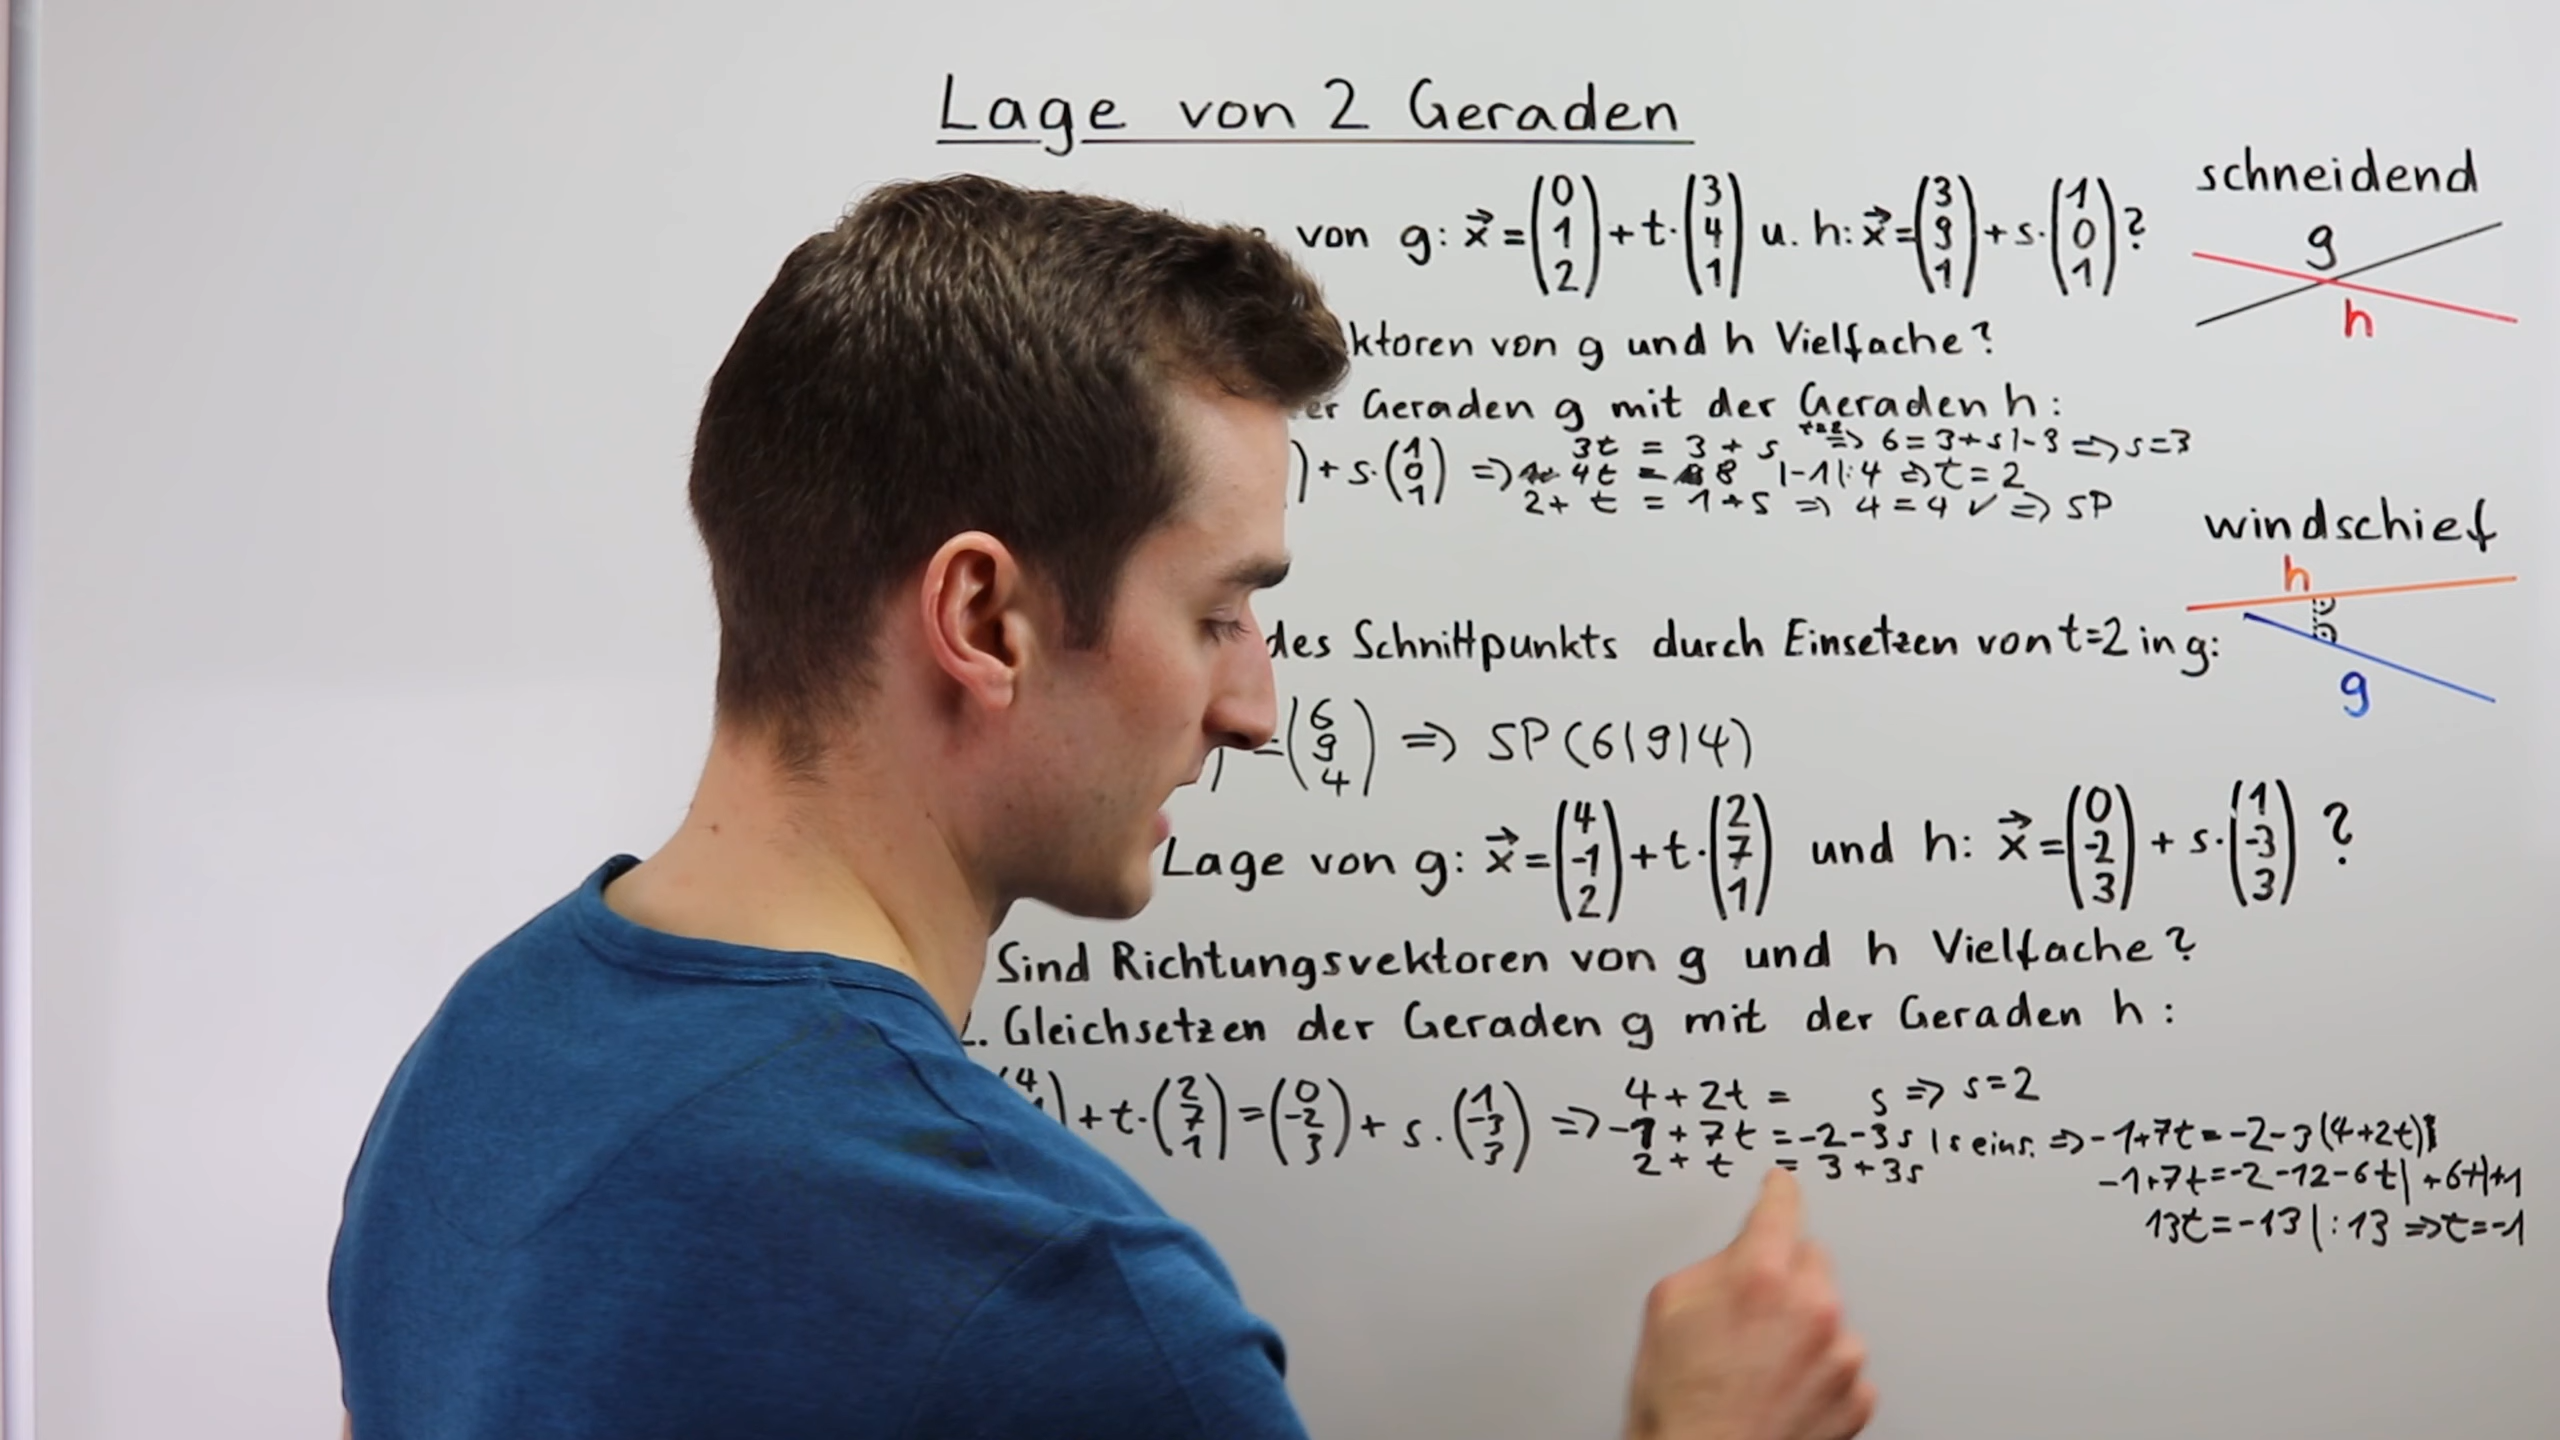 Lage von 2 Geraden
von g: x⃗ = (0 1 2) + t · (3 4 1) u. h: x⃗ = (3 9 1) + s · (1 0 1) ?
schneidend
g
h
ktoren von g und h Vielfache?
er Geraden g mit der Geraden h:
) + s · (1 0 1) => 3t = 3 + s t=2 => 6 = 3 + s | -3 => s = 3
4t = 8 | -1 | : 4 => t = 2
2 + t = 1 + s => 4 = 4 ✓ => SP
windschief
h
g
des Schnittpunkts durch Einsetzen von t=2 in g:
= (6 9 4) => SP (6|9|4)
Lage von g: x⃗ = (4 -1 2) + t · (2 7 1) und h: x⃗ = (0 -2 3) + s · (1 -3 3) ?
Sind Richtungsvektoren von g und h Vielfache?
2. Gleichsetzen der Geraden g mit der Geraden h:
(4 ) + t · (2 7 1) = (0 -2 3) + s · (1 -3 3) => 4 + 2t = s => s = 2
-1 + 7t = -2 - 3s | s eins. => -1 + 7t = -2 - 3(4+2t)
2 + t = 3 + 3s
-1 + 7t = -2 - 12 - 6t | + 6t | +1
13t = -13 | : 13 => t = -1